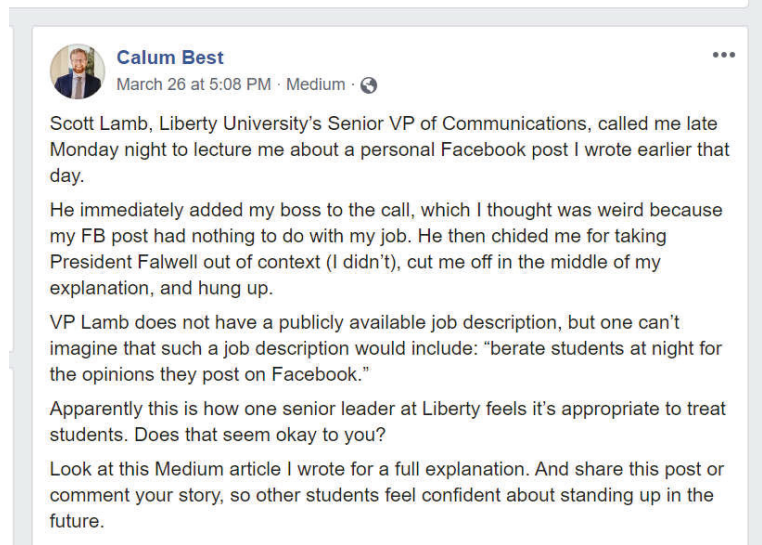 Calum Best
March 26 at 5:08 PM · Medium ·
Scott Lamb, Liberty University’s Senior VP of Communications, called me late
Monday night to lecture me about a personal Facebook post I wrote earlier that
day.
He immediately added my boss to the call, which I thought was weird because
my FB post had nothing to do with my job. He then chided me for taking
President Falwell out of context (I didn’t), cut me off in the middle of my
explanation, and hung up.
VP Lamb does not have a publicly available job description, but one can’t
imagine that such a job description would include: “berate students at night for
the opinions they post on Facebook.”
Apparently this is how one senior leader at Liberty feels it’s appropriate to treat
students. Does that seem okay to you?
Look at this Medium article I wrote for a full explanation. And share this post or
comment your story, so other students feel confident about standing up in the
future.